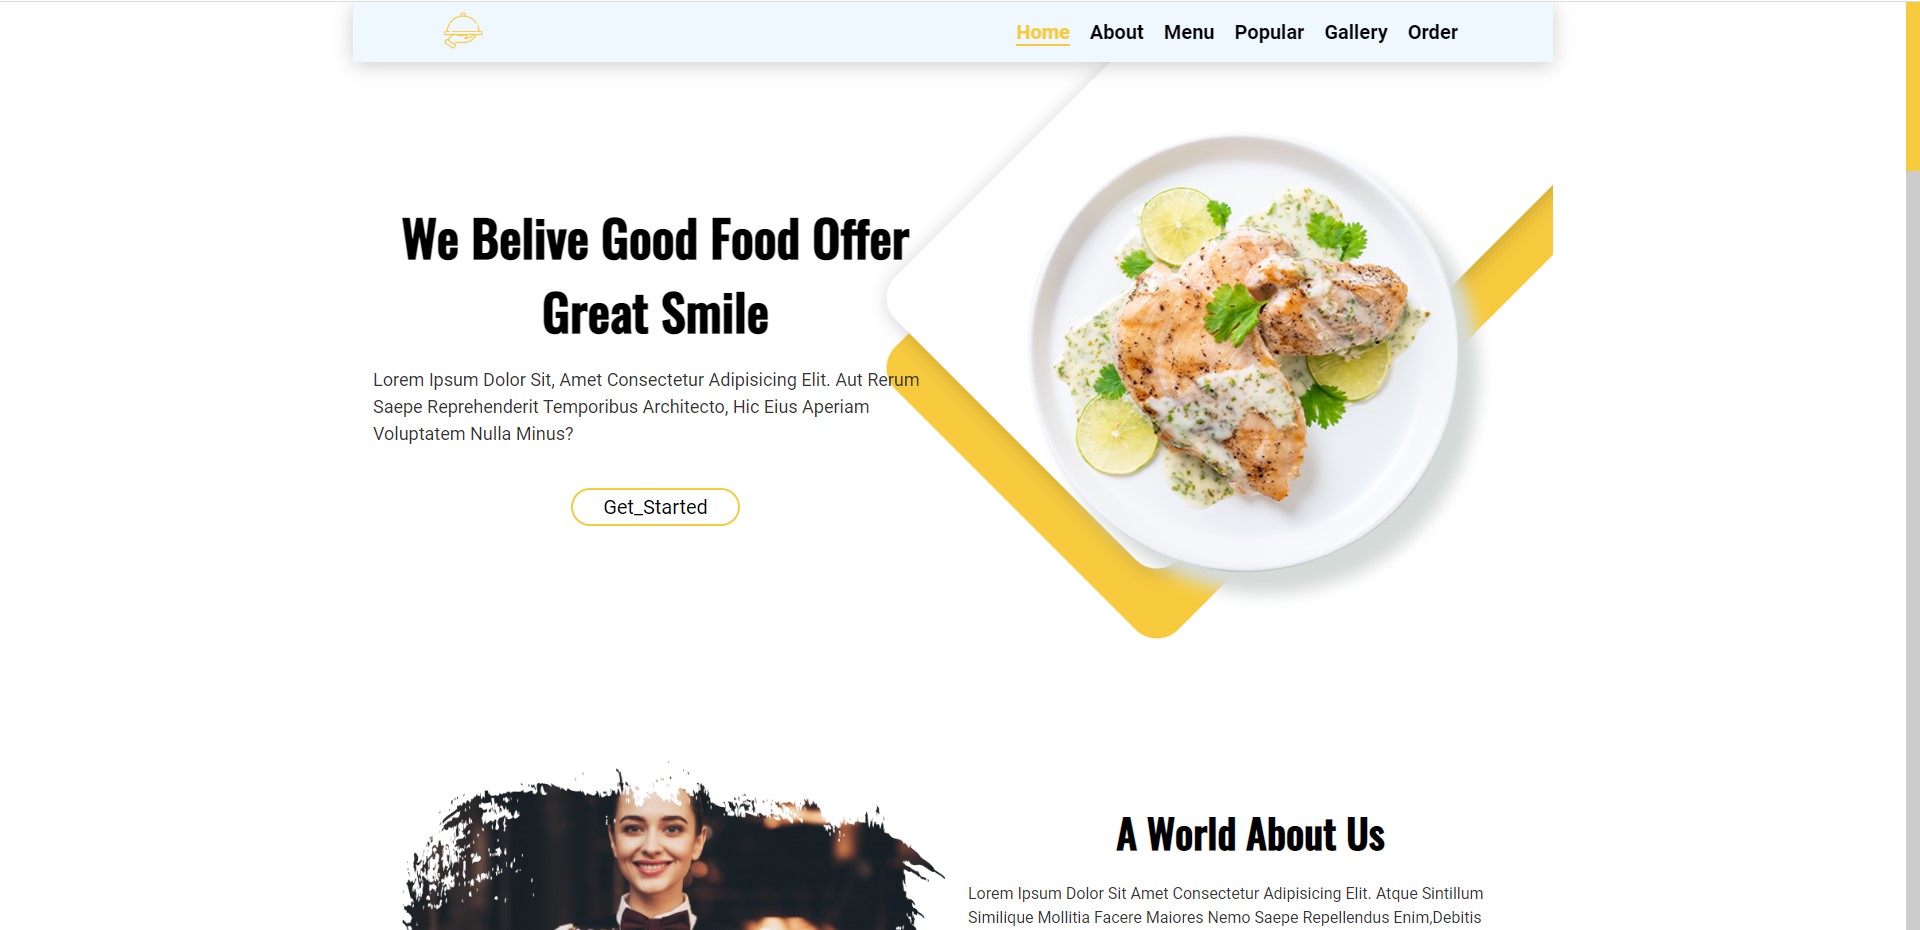 Home About Menu Popular Gallery Order
We Belive Good Food Offer
Great Smile
Lorem Ipsum Dolor Sit, Amet Consectetur Adipisicing Elit. Aut Rerum
Saepe Reprehenderit Temporibus Architecto, Hic Eius Aperiam
Voluptatem Nulla Minus?
Get_Started
A World About Us
Lorem Ipsum Dolor Sit Amet Consectetur Adipisicing Elit. Atque Sintillum
Similique Mollitia Facere Maiores Nemo Saepe Repellendus Enim,Debitis